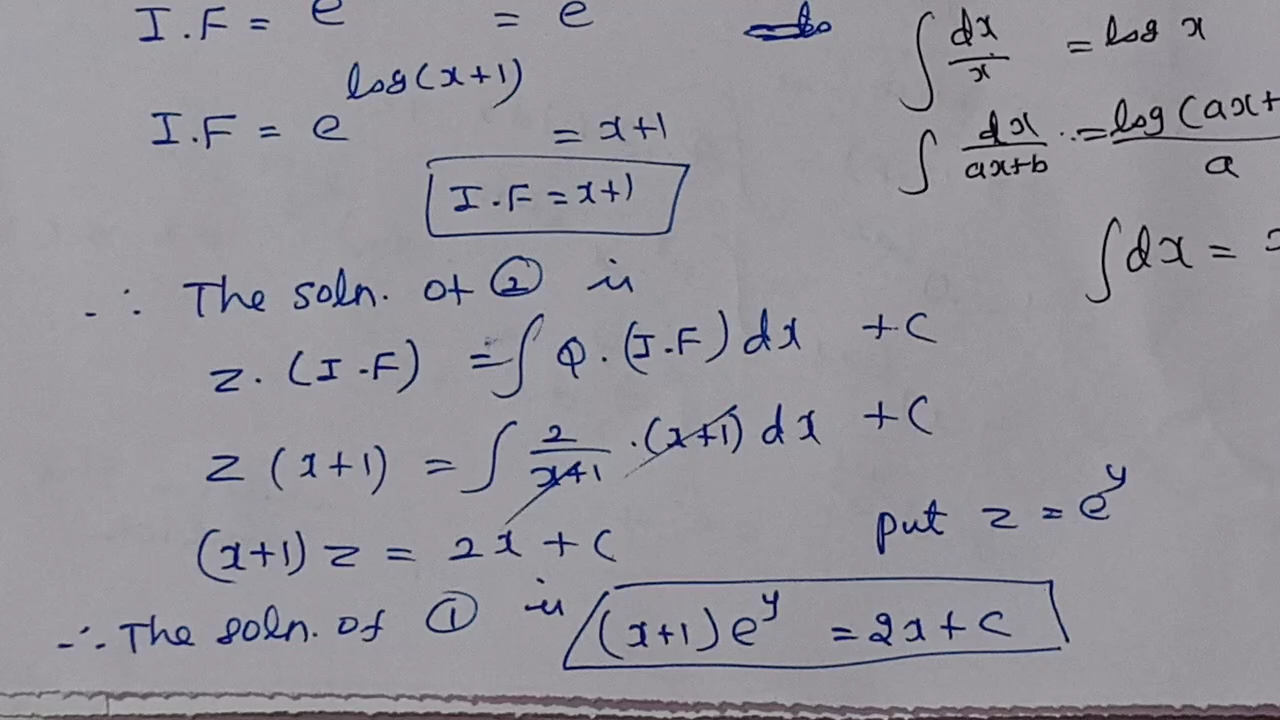 I.F = e = e
I.F = e^{log(x+1)} = x+1
I.F = x+1
∴ The soln. of ② is
z. (I.F) = ∫ Q. (I.F) dx + C
z (x+1) = ∫ 2/(x+1) . (x+1) dx + C
(x+1) z = 2x + C
put z = e^y
∴ The soln. of ① is (x+1) e^y = 2x + C
∫ dx/x = log x
∫ dx/(ax+b) = log (ax+ / a
∫ dx =